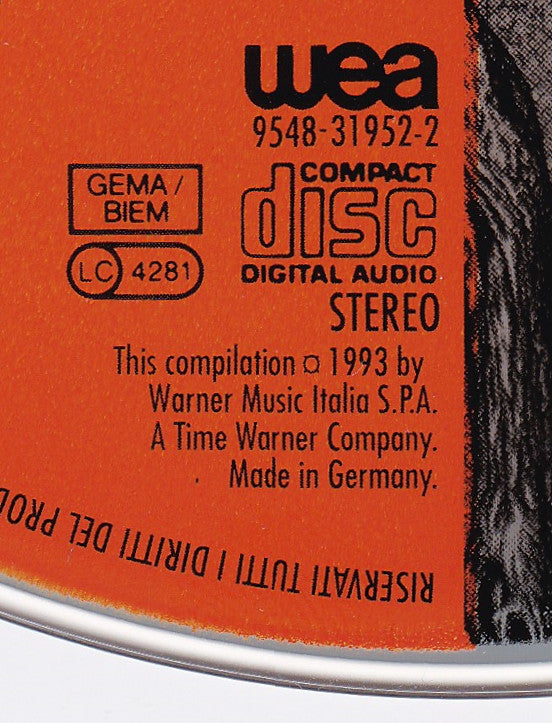 wea
9548-31952-2
GEMA /
BIEM
LC 4281
COMPACT
disc
DIGITAL AUDIO
STEREO
This compilation ¤ 1993 by
Warner Music Italia S.P.A.
A Time Warner Company.
Made in Germany.
RISERVATI TUTTI I DIRITTI DEL